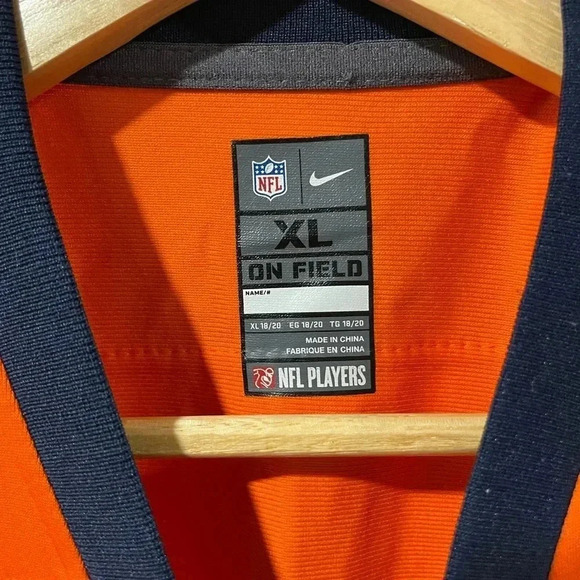 NFL
XL
ON FIELD
NAME/#
XL 18/20 EG 18/20 TG 18/20
MADE IN CHINA
FABRIQUE EN CHINA
NFL PLAYERS